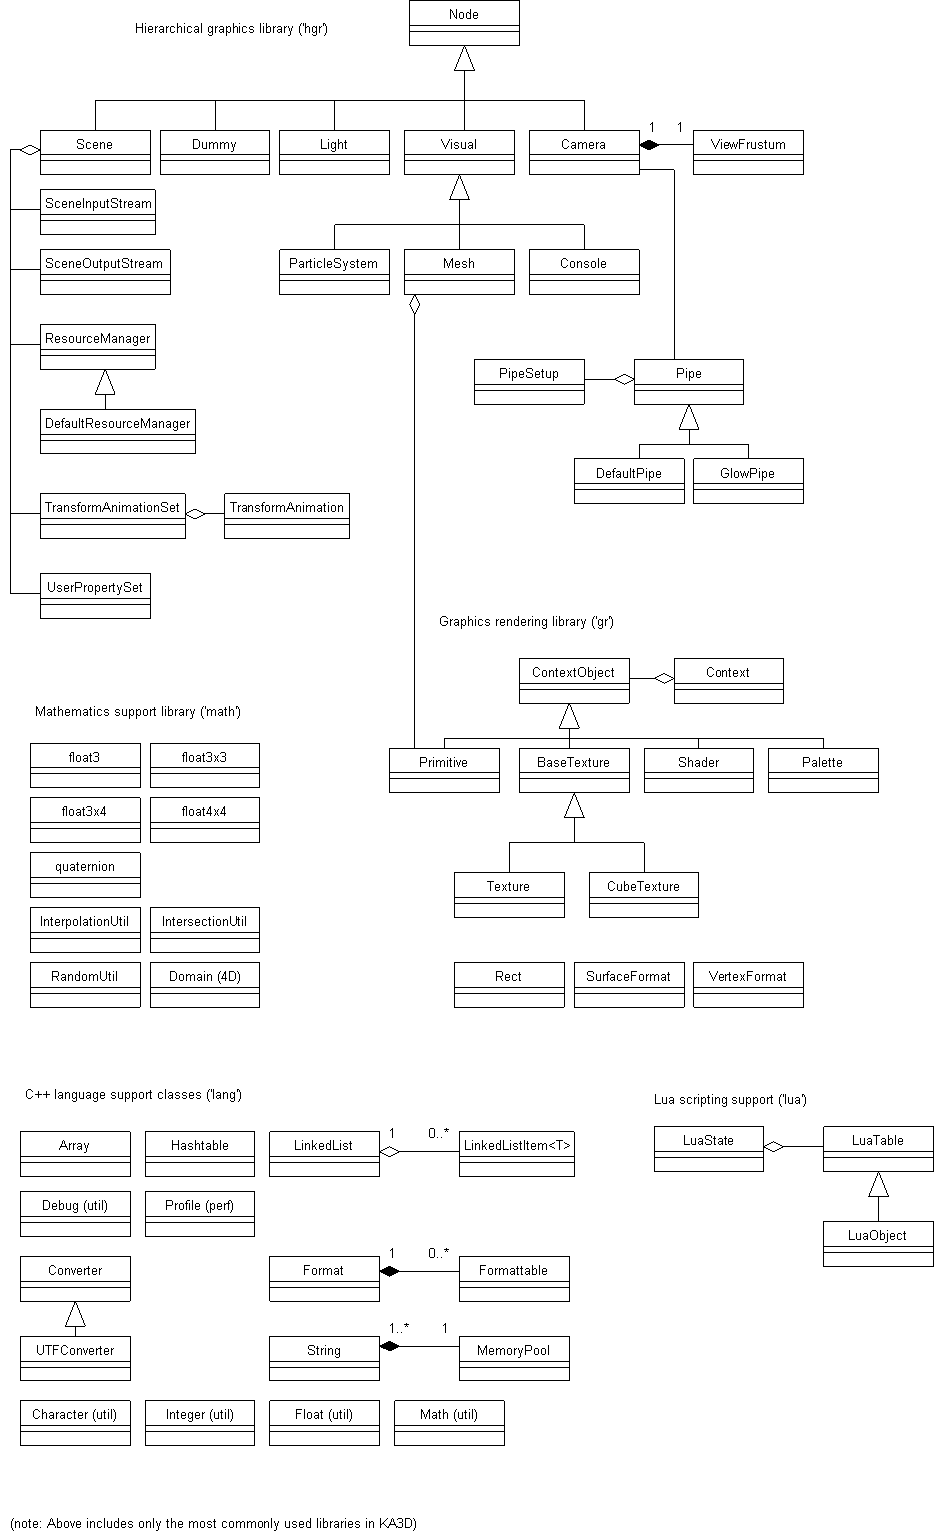 Node
Hierarchical graphics library ('hgr')
Scene
Dummy
Light
Visual
Camera
1
1
ViewFrustum
SceneInputStream
SceneOutputStream
ParticleSystem
Mesh
Console
ResourceManager
PipeSetup
Pipe
DefaultResourceManager
DefaultPipe
GlowPipe
TransformAnimationSet
TransformAnimation
UserPropertySet
Graphics rendering library ('gr')
ContextObject
Context
Primitive
BaseTexture
Shader
Palette
Texture
CubeTexture
Rect
SurfaceFormat
VertexFormat
Mathematics support library ('math')
float3
float3x3
float3x4
float4x4
quaternion
InterpolationUtil
IntersectionUtil
RandomUtil
Domain (4D)
C++ language support classes ('lang')
Array
Hashtable
LinkedList
1
0..*
LinkedListItem<T>
Debug (util)
Profile (perf)
Converter
Format
1
0..*
Formattable
UTFConverter
String
1..*
1
MemoryPool
Character (util)
Integer (util)
Float (util)
Math (util)
Lua scripting support ('lua')
LuaState
LuaTable
LuaObject
(note: Above includes only the most commonly used libraries in KA3D)